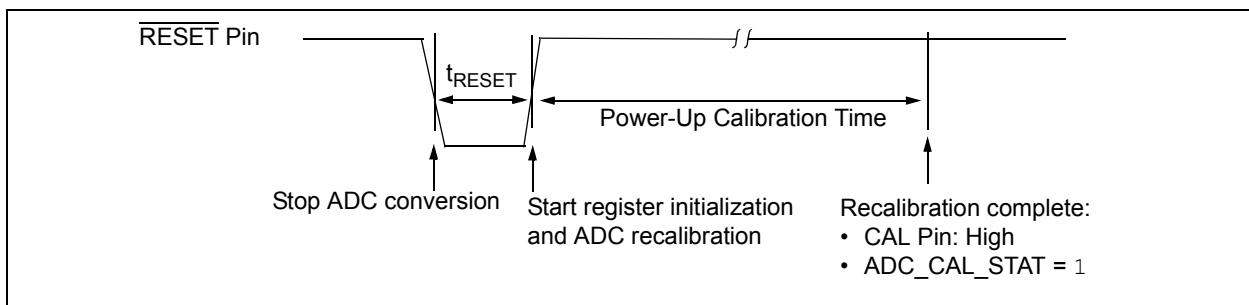 RESET Pin
tRESET
Power-Up Calibration Time
Stop ADC conversion
Start register initialization
and ADC recalibration
Recalibration complete:
• CAL Pin: High
• ADC_CAL_STAT = 1